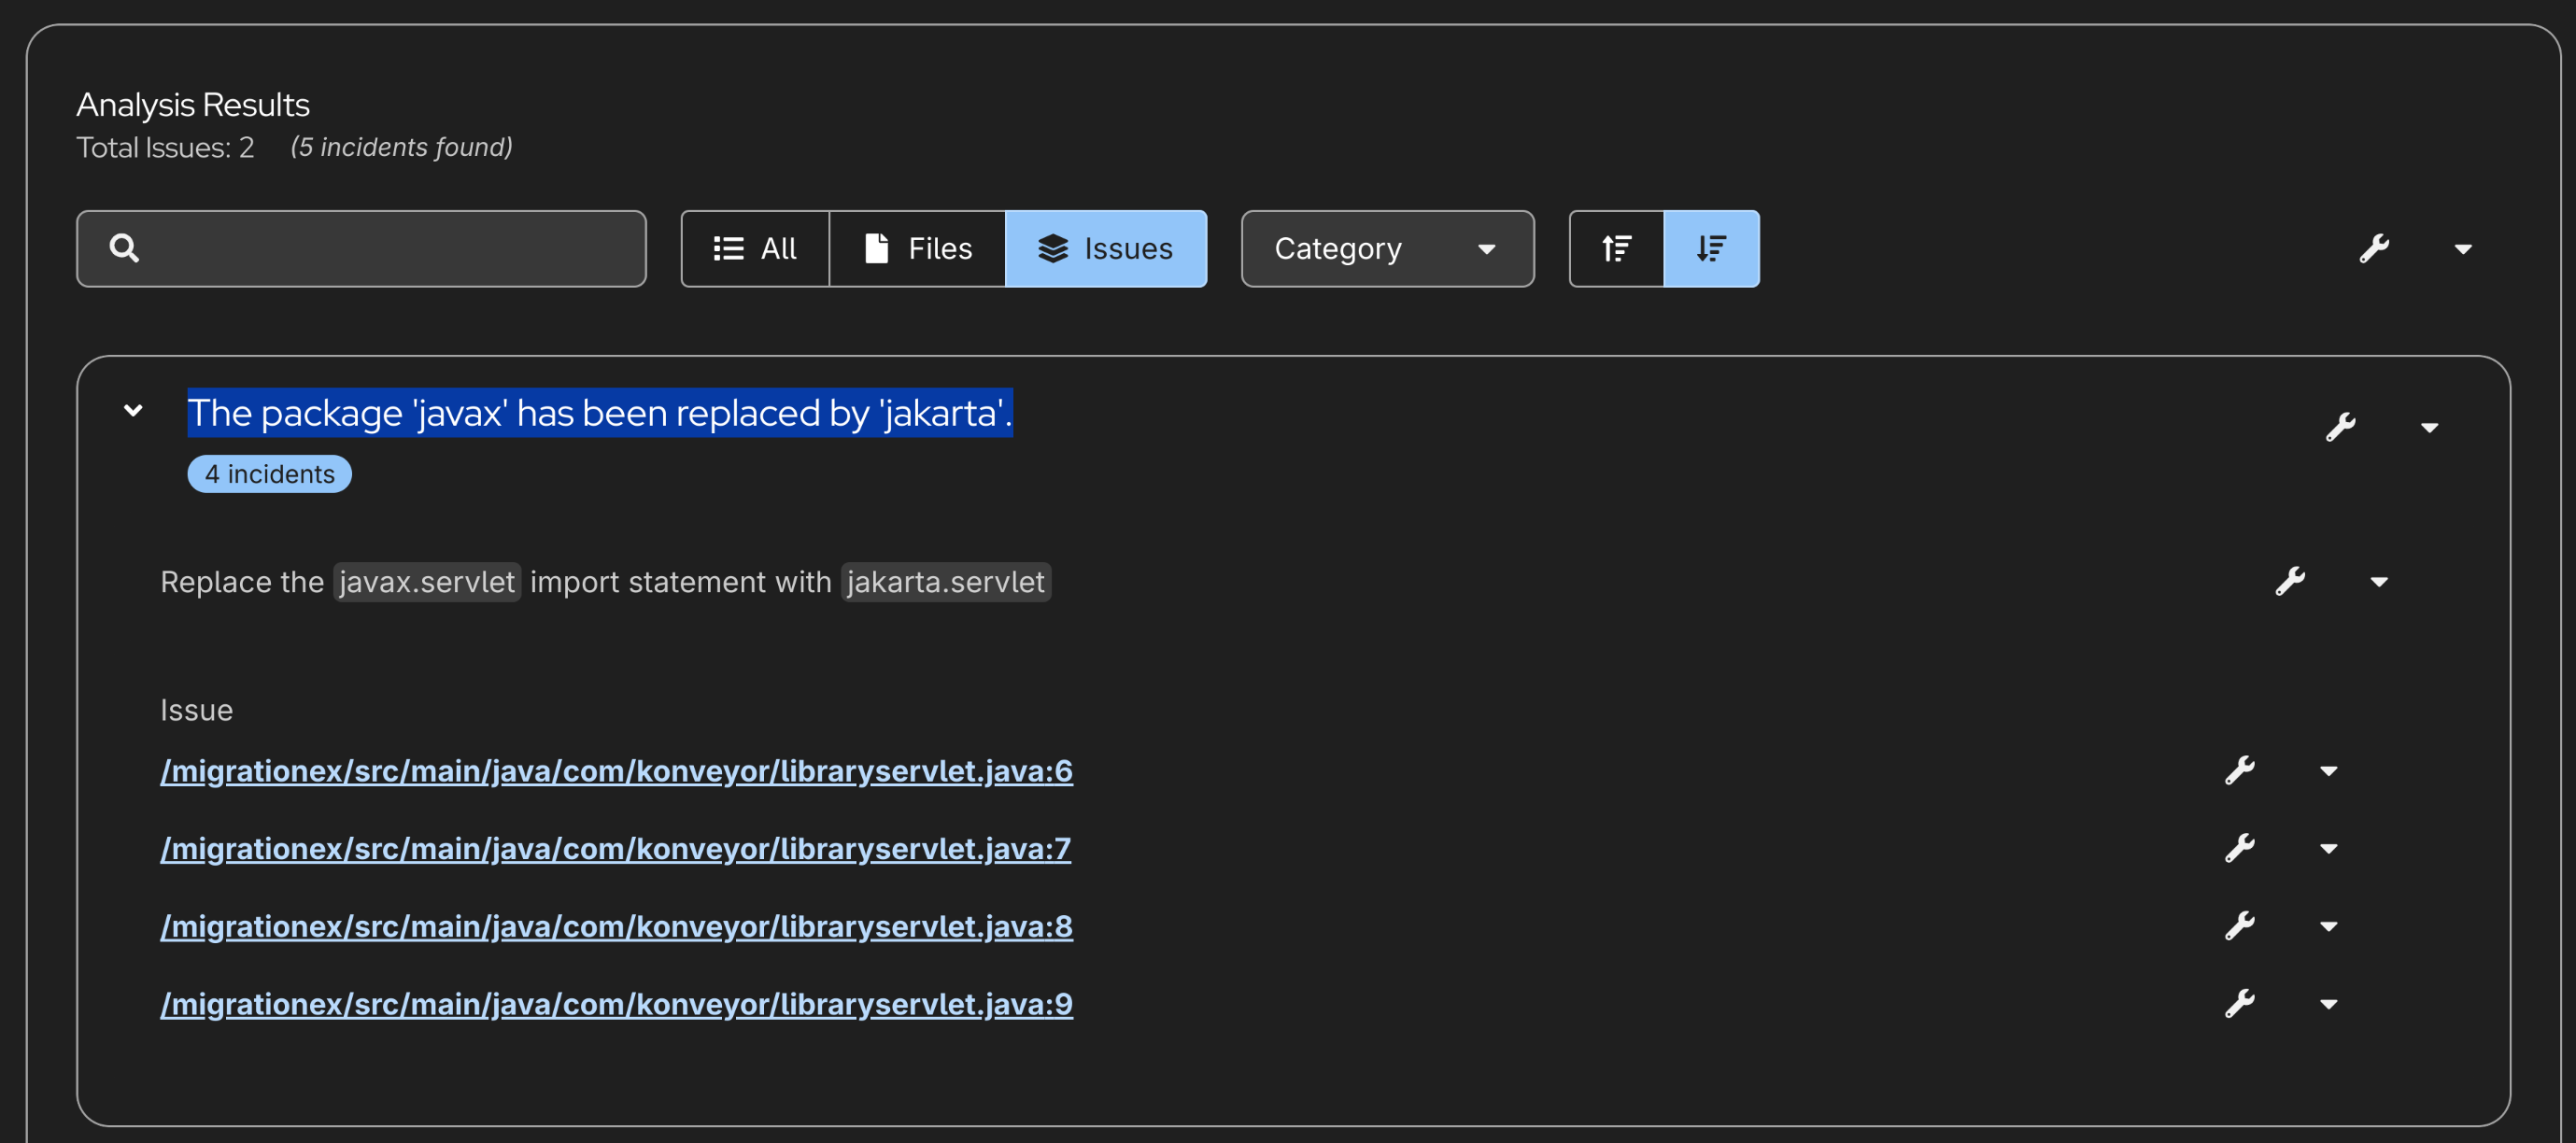 Analysis Results
Total Issues: 2 (5 incidents found)
All Files Issues Category
The package 'javax' has been replaced by 'jakarta'.
4 incidents
Replace the javax.servlet import statement with jakarta.servlet
Issue
/migrationex/src/main/java/com/konveyor/libraryservlet.java:6
/migrationex/src/main/java/com/konveyor/libraryservlet.java:7
/migrationex/src/main/java/com/konveyor/libraryservlet.java:8
/migrationex/src/main/java/com/konveyor/libraryservlet.java:9